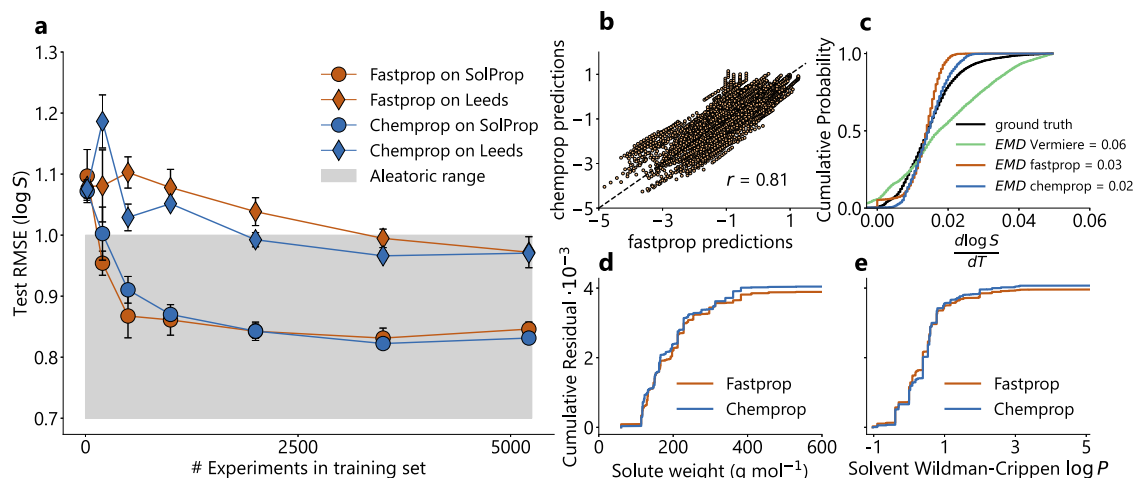 a
1.3
1.2
1.1
1.0
0.9
0.8
0.7
Test RMSE (log S)
0
2500
5000
# Experiments in training set
Fastprop on SolProp
Fastprop on Leeds
Chemprop on SolProp
Chemprop on Leeds
Aleatoric range
b
chemprop predictions
1
-1
-3
-5
-5
-3
-1
1
r = 0.81
fastprop predictions
c
Cumulative Probability
1.0
0.5
0.0
0.00
0.02
0.04
0.06
ground truth
EMD Vermiere = 0.06
EMD fastprop = 0.03
EMD chemprop = 0.02
dlog S
dT
d
Cumulative Residual ·10⁻³
4
2
0
0
200
400
600
Fastprop
Chemprop
Solute weight (g mol⁻¹)
e
-1
1
3
5
Fastprop
Chemprop
Solvent Wildman-Crippen log P